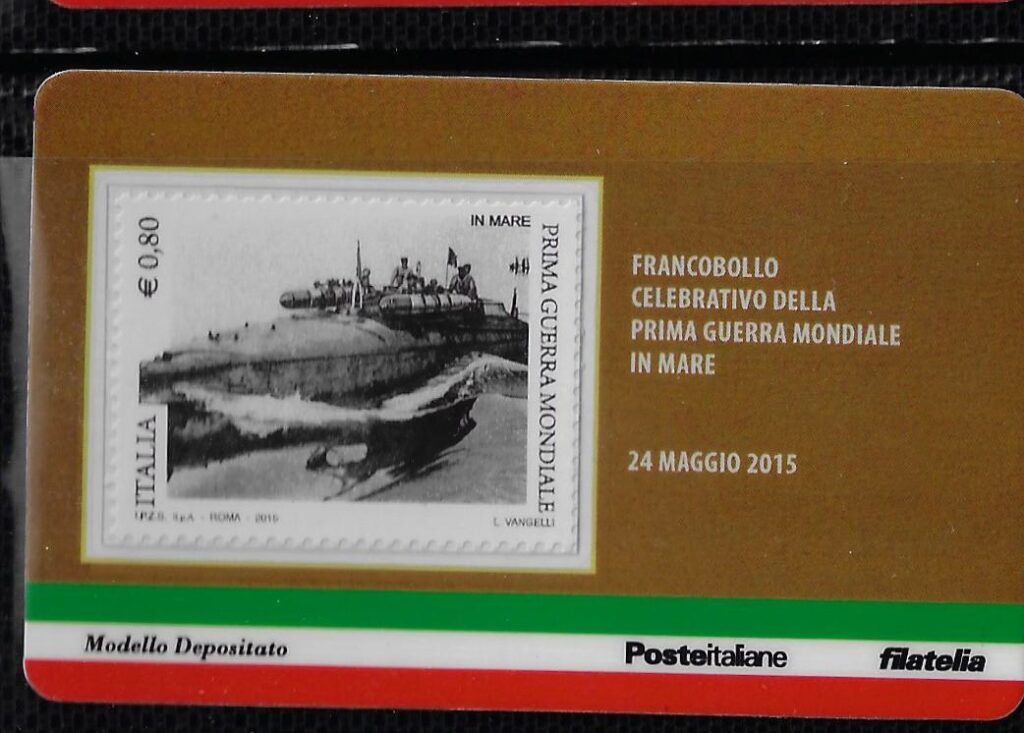 € 0,80
IN MARE
PRIMA GUERRA MONDIALE
ITALIA
I.P.Z.S. S.p.A. - ROMA - 2015
L. VANGELLI
FRANCOBOLLO
CELEBRATIVO DELLA
PRIMA GUERRA MONDIALE
IN MARE
24 MAGGIO 2015
Modello Depositato
Posteitaliane
filatelia